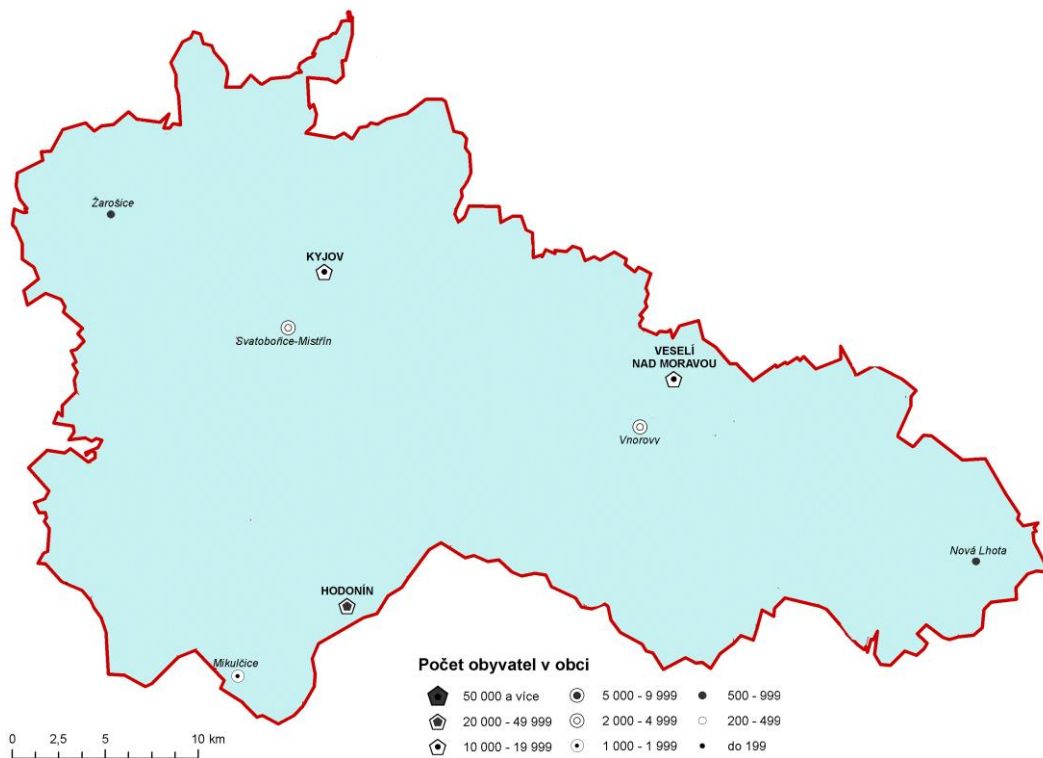 Žarošice
KYJOV
Svatobořice-Mistřín
VESELÍ
NAD MORAVOU
Vnorovy
Nová Lhota
HODONÍN
Mikulčice
Počet obyvatel v obci
50 000 a více
5 000 - 9 999
500 - 999
20 000 - 49 999
2 000 - 4 999
200 - 499
10 000 - 19 999
1 000 - 1 999
do 199
0 2,5 5 10 km